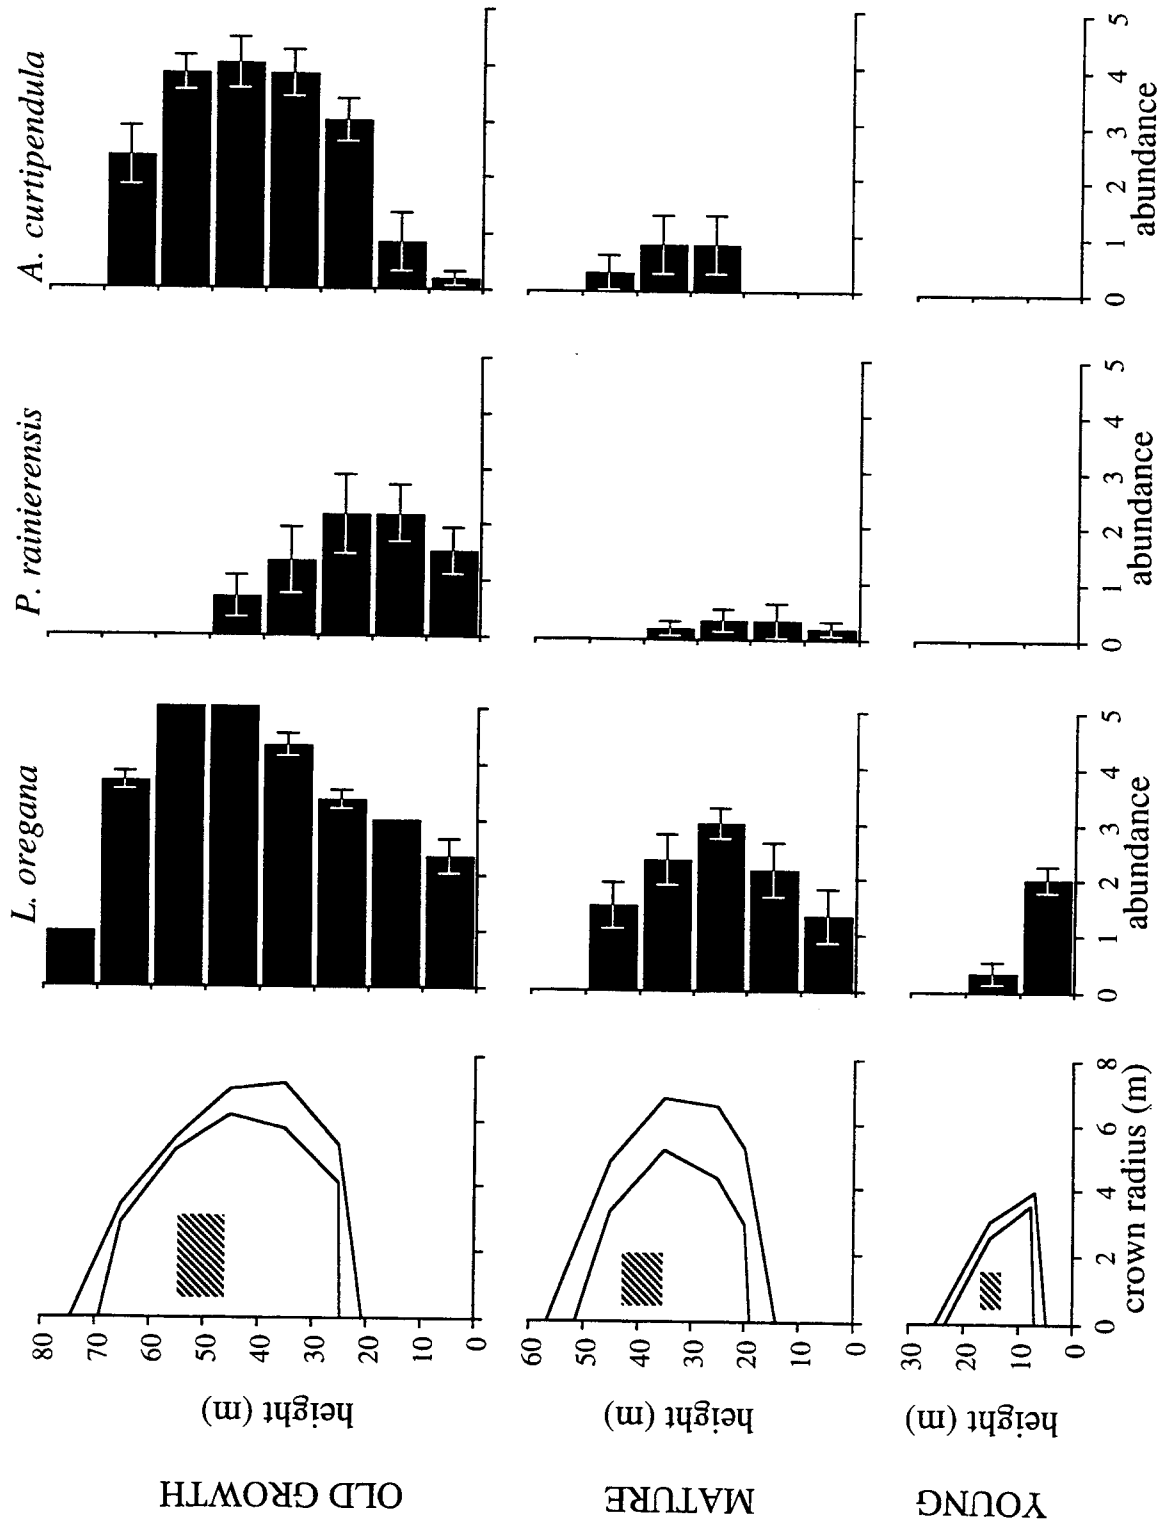 L. oregana
P. rainierensis
A. curtipendula
OLD GROWTH
height (m)
80
70
60
50
40
30
20
10
0
MATURE
height (m)
60
50
40
30
20
10
0
YOUNG
height (m)
30
20
10
0
0 2 4 6 8
crown radius (m)
0 1 2 3 4 5
abundance
0 1 2 3 4 5
abundance
0 1 2 3 4 5
abundance